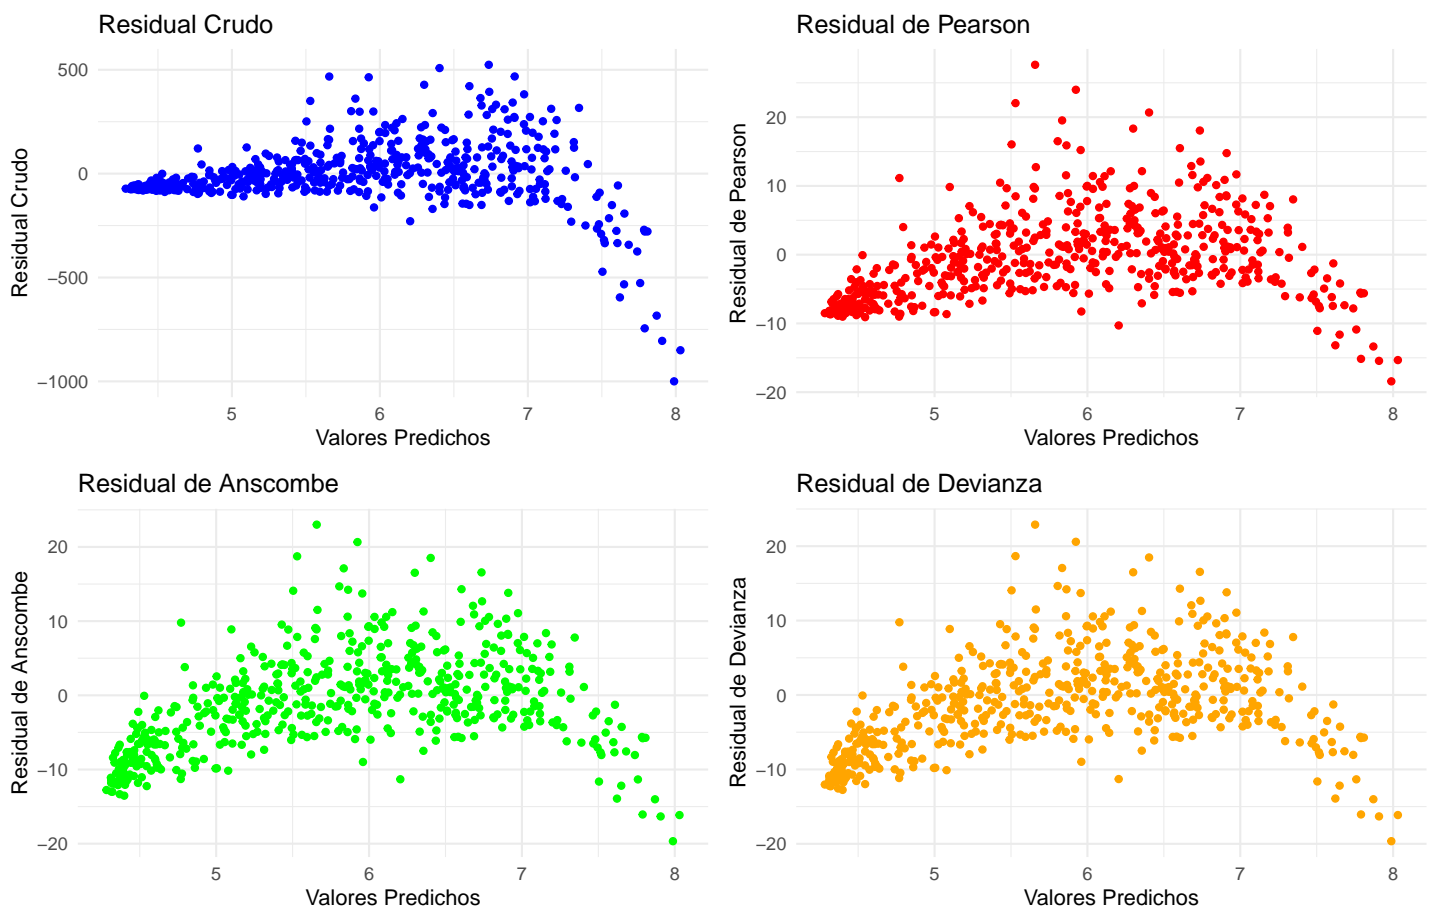 Residual Crudo
Residual Crudo
500
0
−500
−1000
5 6 7 8
Valores Predichos
Residual de Pearson
Residual de Pearson
20
10
0
−10
−20
5 6 7 8
Valores Predichos
Residual de Anscombe
Residual de Anscombe
20
10
0
−10
−20
5 6 7 8
Valores Predichos
Residual de Devianza
Residual de Devianza
20
10
0
−10
−20
5 6 7 8
Valores Predichos